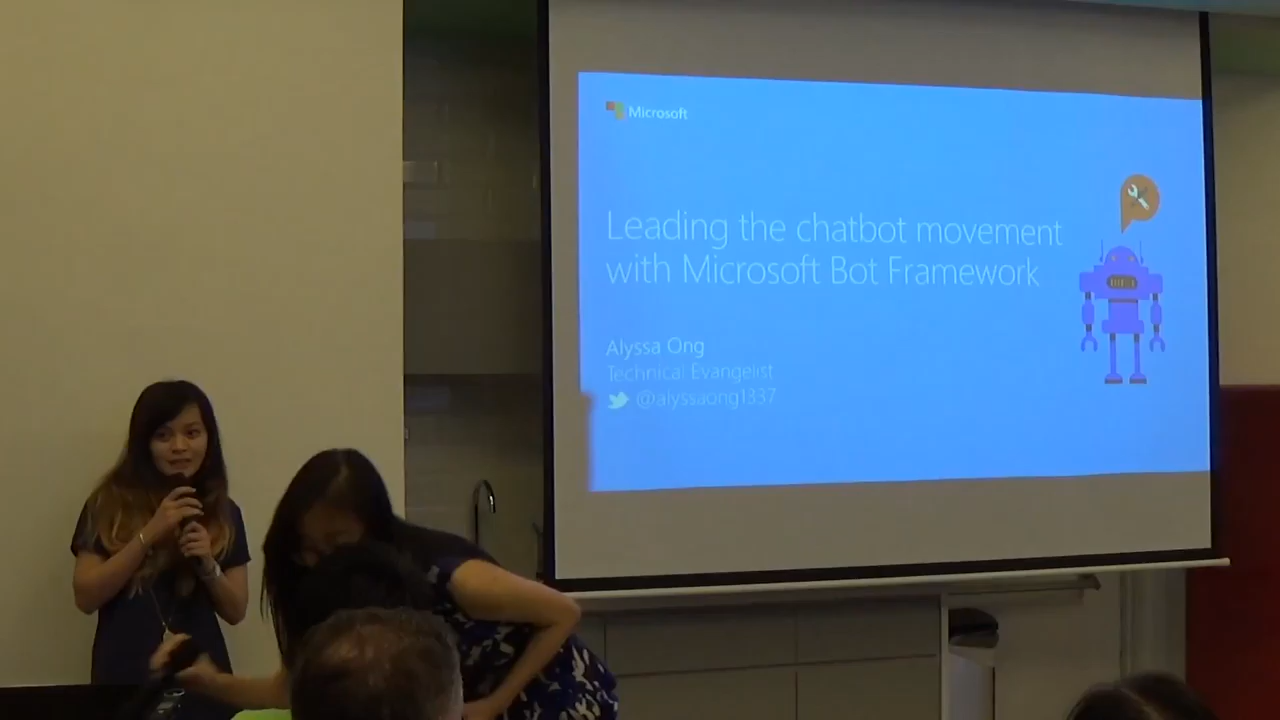 Microsoft
Leading the chatbot movement
with Microsoft Bot Framework
Alyssa Ong
Technical Evangelist
@alyssaong1337